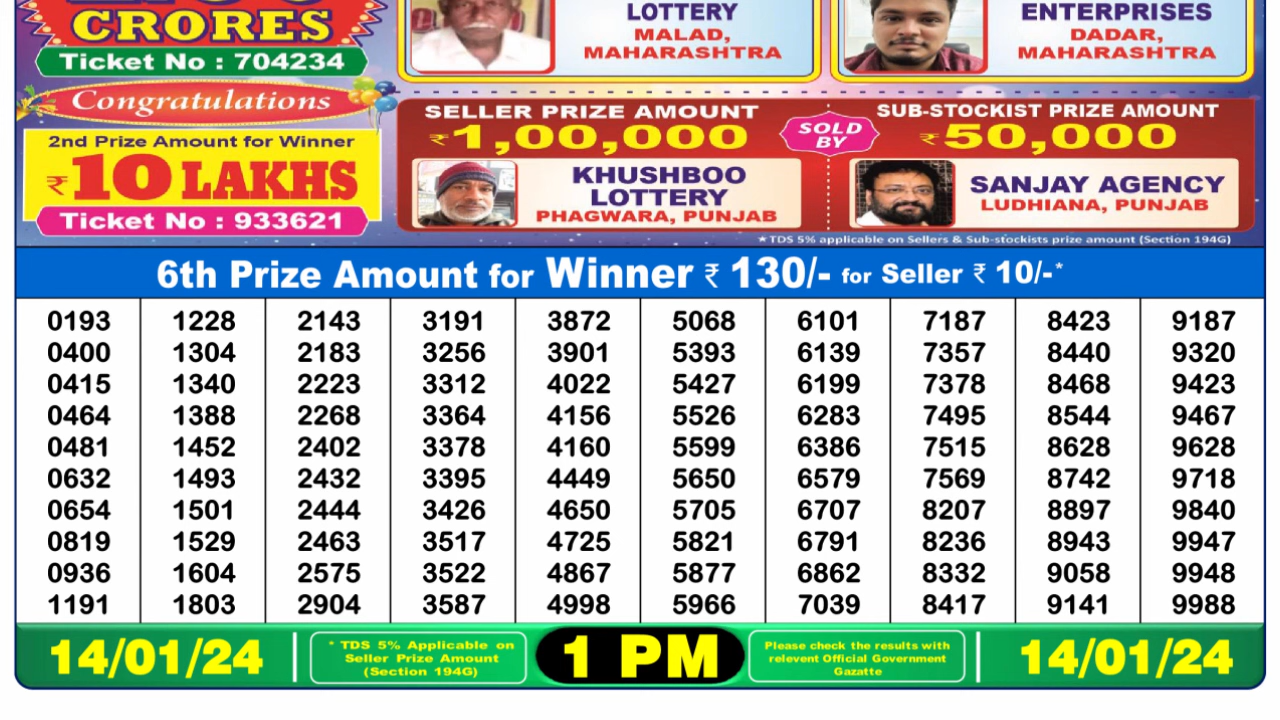 CRORES
Ticket No : 704234
LOTTERY
MALAD,
MAHARASHTRA
ENTERPRISES
DADAR,
MAHARASHTRA
Congratulations
2nd Prize Amount for Winner
₹10 LAKHS
Ticket No : 933621
SELLER PRIZE AMOUNT
₹1,00,000
SOLD
BY
SUB-STOCKIST PRIZE AMOUNT
₹50,000
KHUSHBOO
LOTTERY
PHAGWARA, PUNJAB
SANJAY AGENCY
LUDHIANA, PUNJAB
★TDS 5% applicable on Sellers & Sub-stockists prize amount (Section 194G)
6th Prize Amount for Winner ₹ 130/- for Seller ₹ 10/-*
0193 1228 2143 3191 3872 5068 6101 7187 8423 9187
0400 1304 2183 3256 3901 5393 6139 7357 8440 9320
0415 1340 2223 3312 4022 5427 6199 7378 8468 9423
0464 1388 2268 3364 4156 5526 6283 7495 8544 9467
0481 1452 2402 3378 4160 5599 6386 7515 8628 9628
0632 1493 2432 3395 4449 5650 6579 7569 8742 9718
0654 1501 2444 3426 4650 5705 6707 8207 8897 9840
0819 1529 2463 3517 4725 5821 6791 8236 8943 9947
0936 1604 2575 3522 4867 5877 6862 8332 9058 9948
1191 1803 2904 3587 4998 5966 7039 8417 9141 9988
14/01/24
* TDS 5% Applicable on
Seller Prize Amount
(Section 194G)
1 PM
Please check the results with
relevent Official Government
Gazatte
14/01/24